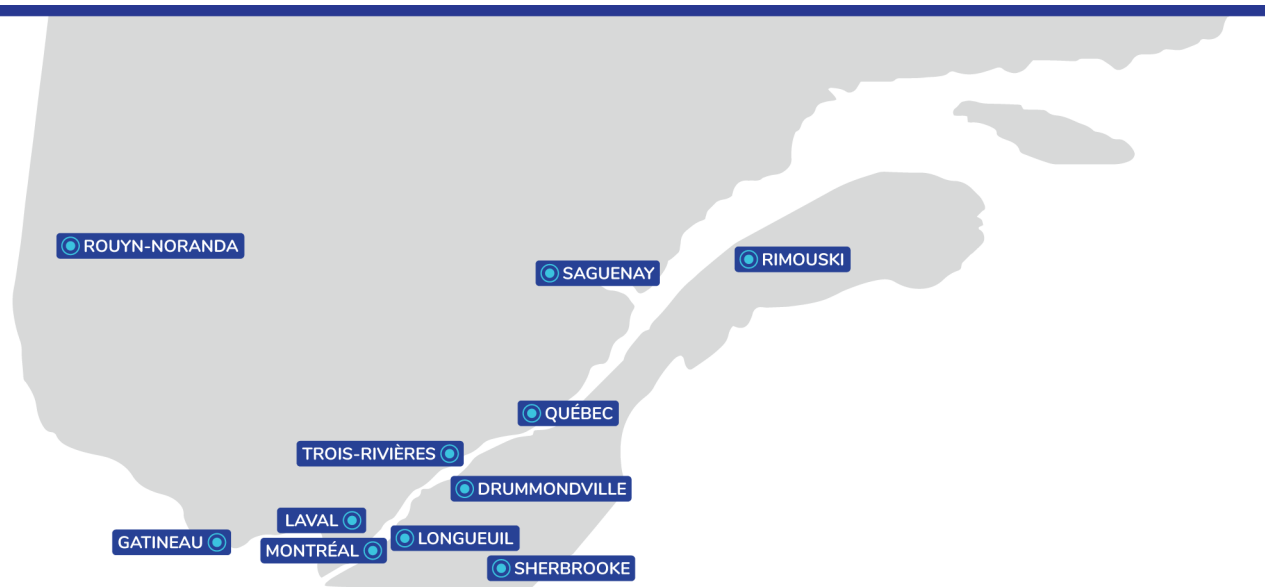 ROUYN-NORANDA
RIMOUSKI
SAGUENAY
QUÉBEC
TROIS-RIVIÈRES
DRUMMONDVILLE
LAVAL
LONGUEUIL
GATINEAU
MONTRÉAL
SHERBROOKE